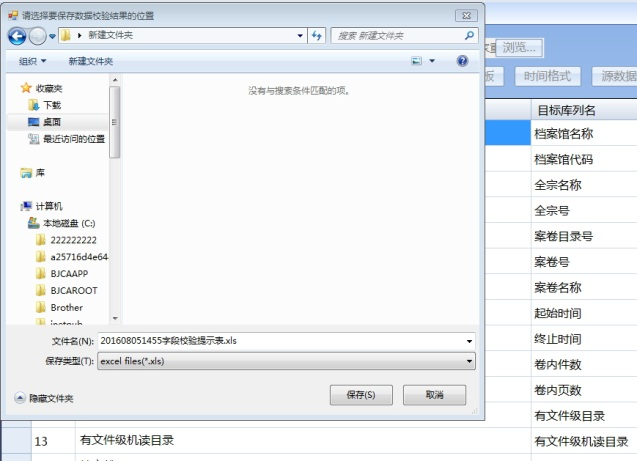 请选择要保存数据校验结果的位置
新建文件夹
搜索 新建文件夹
浏览...
组织
新建文件夹
板
时间格式
源数据
收藏夹
下载
桌面
最近访问的位置
库
计算机
本地磁盘 (C:)
222222222
a25716d4e64
BJCAAPP
BJCAROOT
Brother
inetpub
没有与搜索条件匹配的项。
文件名(N):
201608051455字段校验提示表.xls
保存类型(T):
excel files(*.xls)
隐藏文件夹
保存(S)
取消
目标库列名
档案馆名称
档案馆代码
全宗名称
全宗号
案卷目录号
案卷号
案卷名称
起始时间
终止时间
卷内件数
卷内页数
有文件级目录
13
有文件级机读目录
有文件级机读目录